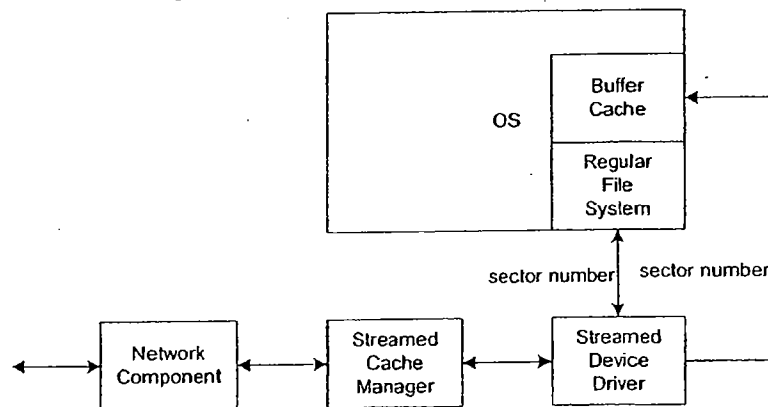 Buffer
Cache
OS
Regular
File
System
sector number
sector number
Network
Component
Streamed
Cache
Manager
Streamed
Device
Driver